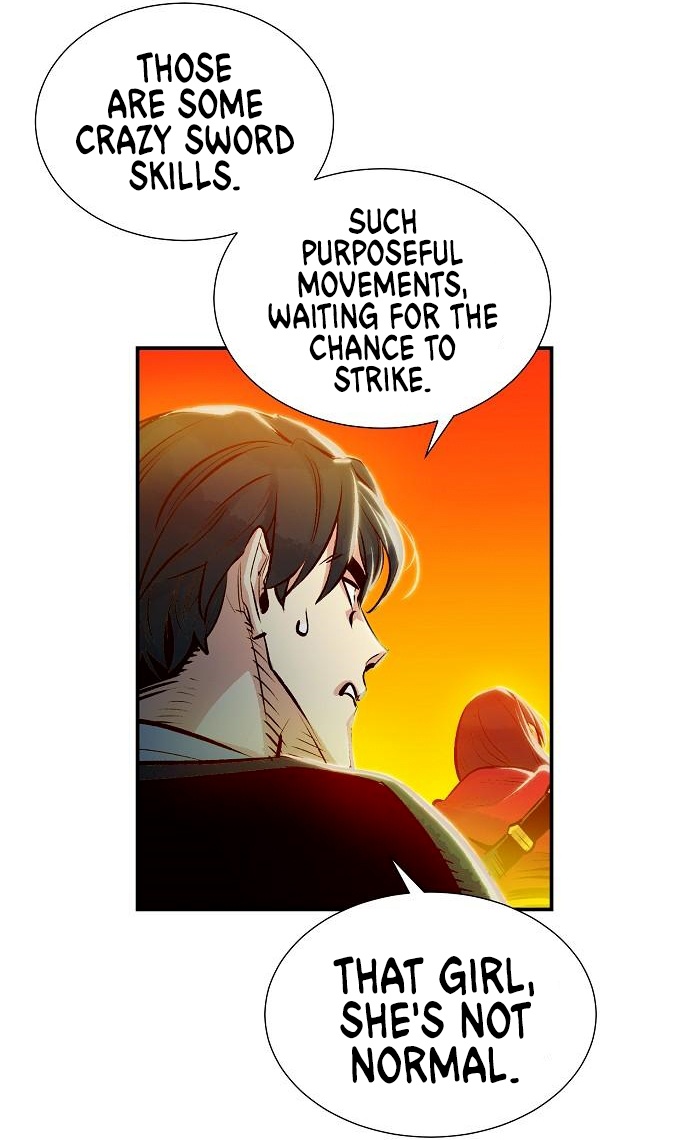 THOSE
ARE SOME
CRAZY SWORD
SKILLS.
SUCH
PURPOSEFUL
MOVEMENTS,
WAITING FOR THE
CHANCE TO
STRIKE.
THAT GIRL,
SHE'S NOT
NORMAL.